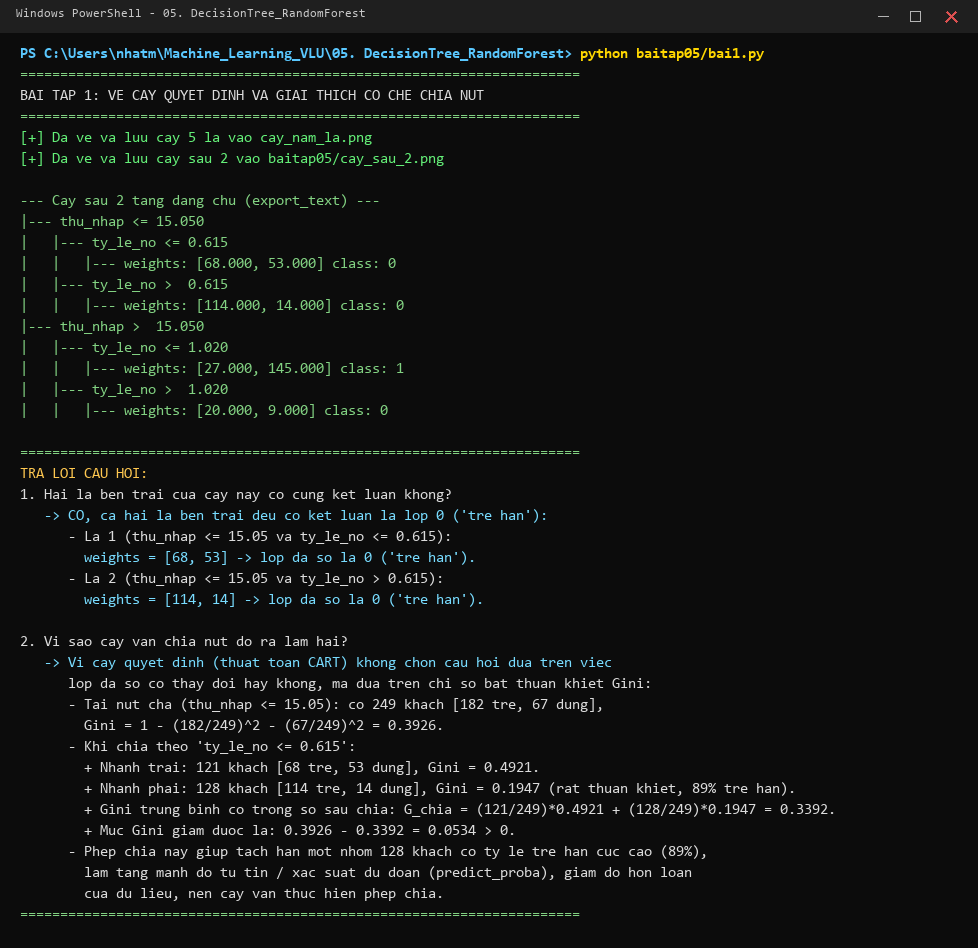 Windows PowerShell - 05. DecisionTree_RandomForest
PS C:\Users\nhatm\Machine_Learning_VLU\05. DecisionTree_RandomForest> python baitap05/bai1.py
======================================================================
BAI TAP 1: VE CAY QUYET DINH VA GIAI THICH CO CHE CHIA NUT
======================================================================
[+] Da ve va luu cay 5 la vao cay_nam_la.png
[+] Da ve va luu cay sau 2 vao baitap05/cay_sau_2.png
--- Cay sau 2 tang dang chu (export_text) ---
|--- thu_nhap <= 15.050
|   |--- ty_le_no <= 0.615
|   |   |--- weights: [68.000, 53.000] class: 0
|   |--- ty_le_no >  0.615
|   |   |--- weights: [114.000, 14.000] class: 0
|--- thu_nhap >  15.050
|   |--- ty_le_no <= 1.020
|   |   |--- weights: [27.000, 145.000] class: 1
|   |--- ty_le_no >  1.020
|   |   |--- weights: [20.000, 9.000] class: 0
======================================================================
TRA LOI CAU HOI:
1. Hai la ben trai cua cay nay co cung ket luan khong?
   -> CO, ca hai la ben trai deu co ket luan la lop 0 ('tre han'):
      - La 1 (thu_nhap <= 15.05 va ty_le_no <= 0.615):
        weights = [68, 53] -> lop da so la 0 ('tre han').
      - La 2 (thu_nhap <= 15.05 va ty_le_no > 0.615):
        weights = [114, 14] -> lop da so la 0 ('tre han').
2. Vi sao cay van chia nut do ra lam hai?
   -> Vi cay quyet dinh (thuat toan CART) khong chon cau hoi dua tren viec
      lop da so co thay doi hay khong, ma dua tren chi so bat thuan khiet Gini:
      - Tai nut cha (thu_nhap <= 15.05): co 249 khach [182 tre, 67 dung],
        Gini = 1 - (182/249)^2 - (67/249)^2 = 0.3926.
      - Khi chia theo 'ty_le_no <= 0.615':
        + Nhanh trai: 121 khach [68 tre, 53 dung], Gini = 0.4921.
        + Nhanh phai: 128 khach [114 tre, 14 dung], Gini = 0.1947 (rat thuan khiet, 89% tre han).
        + Gini trung binh co trong so sau chia: G_chia = (121/249)*0.4921 + (128/249)*0.1947 = 0.3392.
        + Muc Gini giam duoc la: 0.3926 - 0.3392 = 0.0534 > 0.
      - Phep chia nay giup tach han mot nhom 128 khach co ty le tre han cuc cao (89%),
        lam tang manh do tu tin / xac suat du doan (predict_proba), giam do hon loan
        cua du lieu, nen cay van thuc hien phep chia.
======================================================================